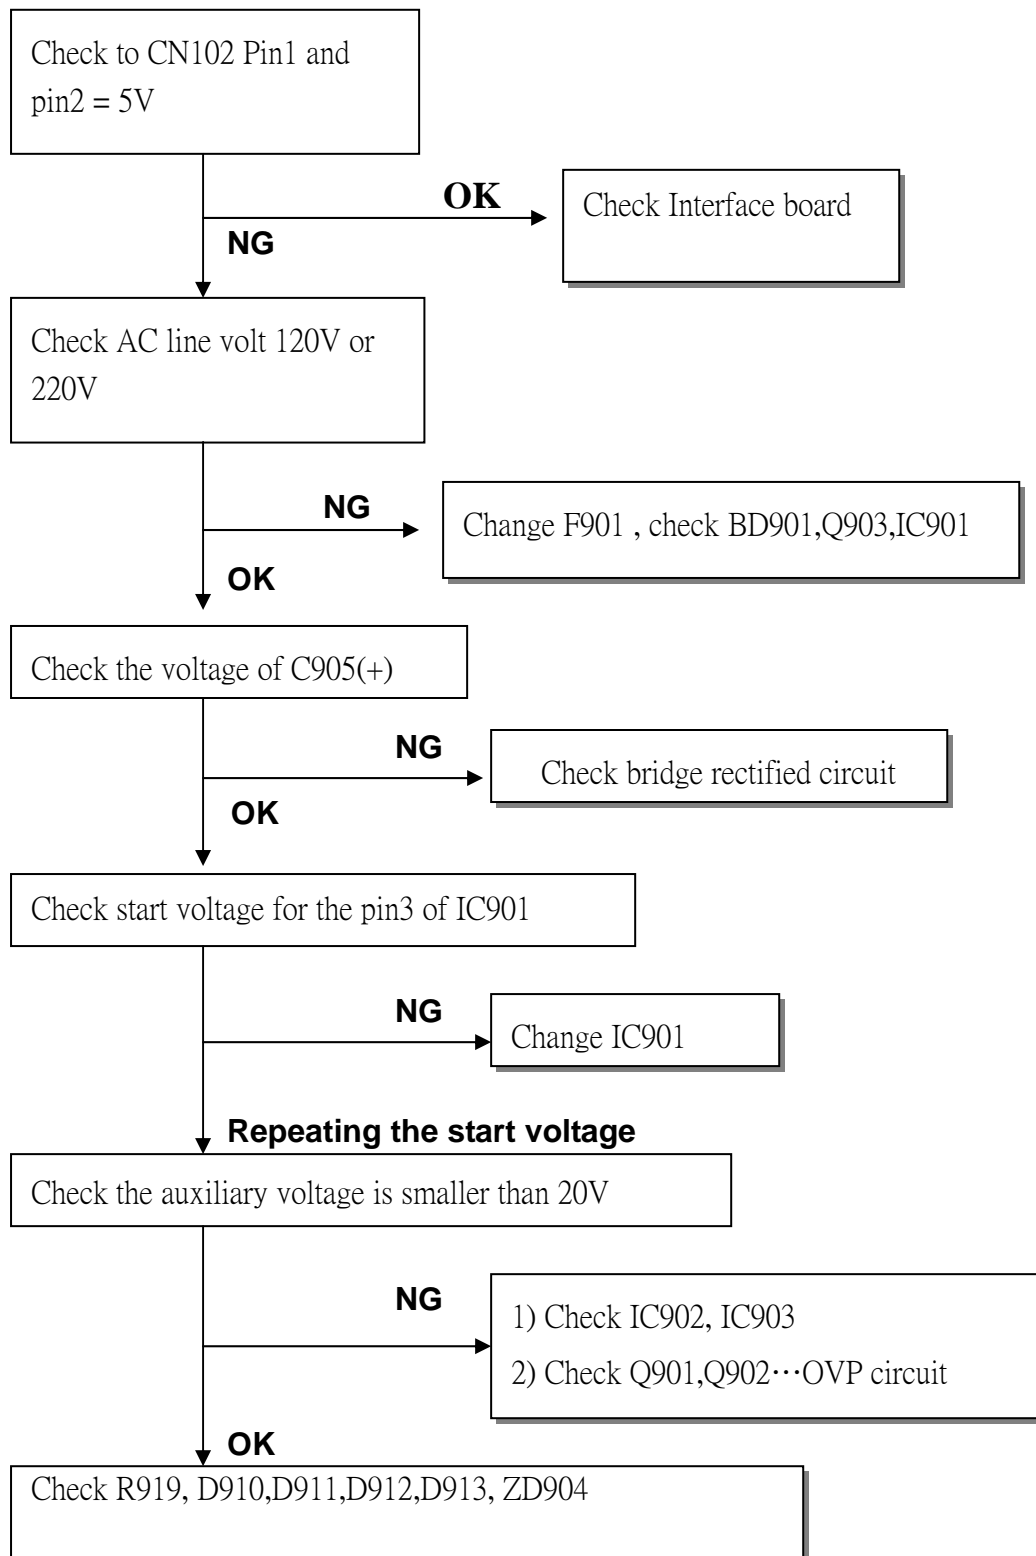 Check to CN102 Pin1 and
pin2 = 5V
OK
Check Interface board
NG
Check AC line volt 120V or
220V
NG
Change F901 , check BD901,Q903,IC901
OK
Check the voltage of C905(+)
NG
Check bridge rectified circuit
OK
Check start voltage for the pin3 of IC901
NG
Change IC901
Repeating the start voltage
Check the auxiliary voltage is smaller than 20V
NG
1) Check IC902, IC903
2) Check Q901,Q902⋯OVP circuit
OK
Check R919, D910,D911,D912,D913, ZD904